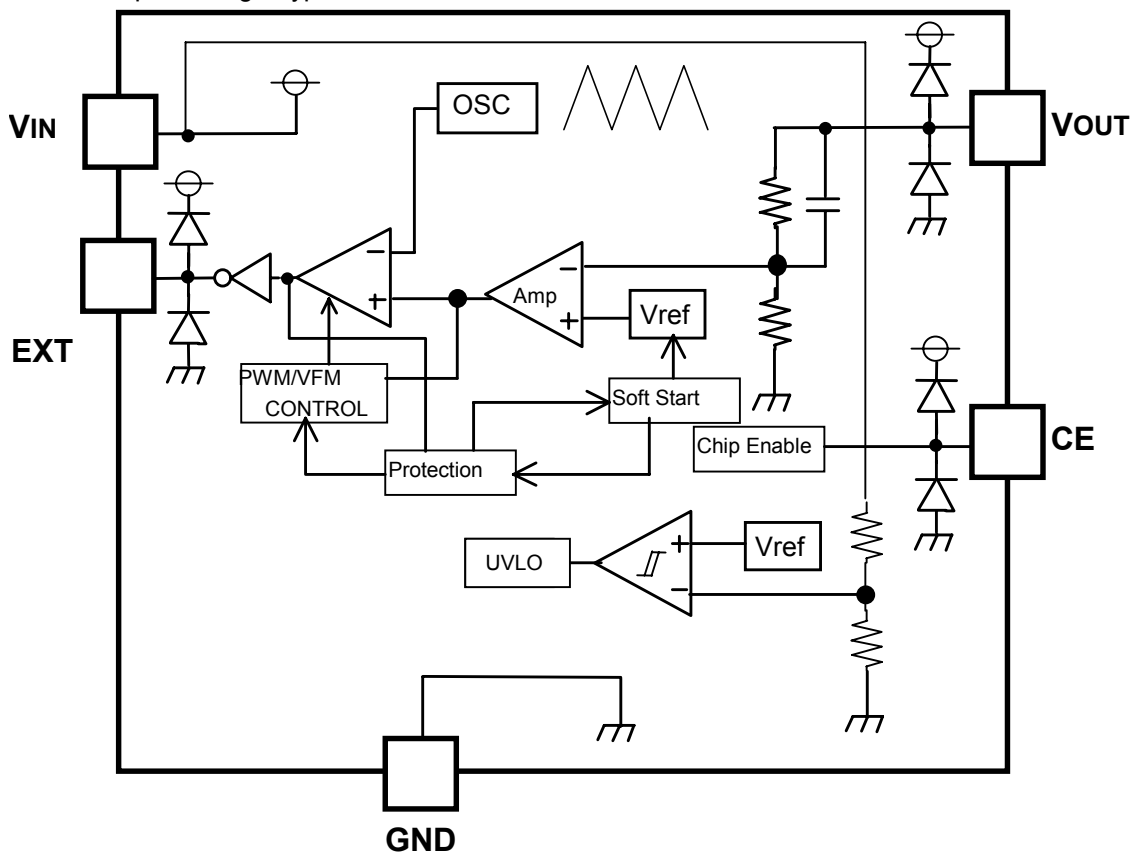 VIN
OSC
VOUT
−
+
−
Amp
+
Vref
EXT
PWM/VFM
CONTROL
Soft Start
Chip Enable
CE
Protection
UVLO
+
−
Vref
GND